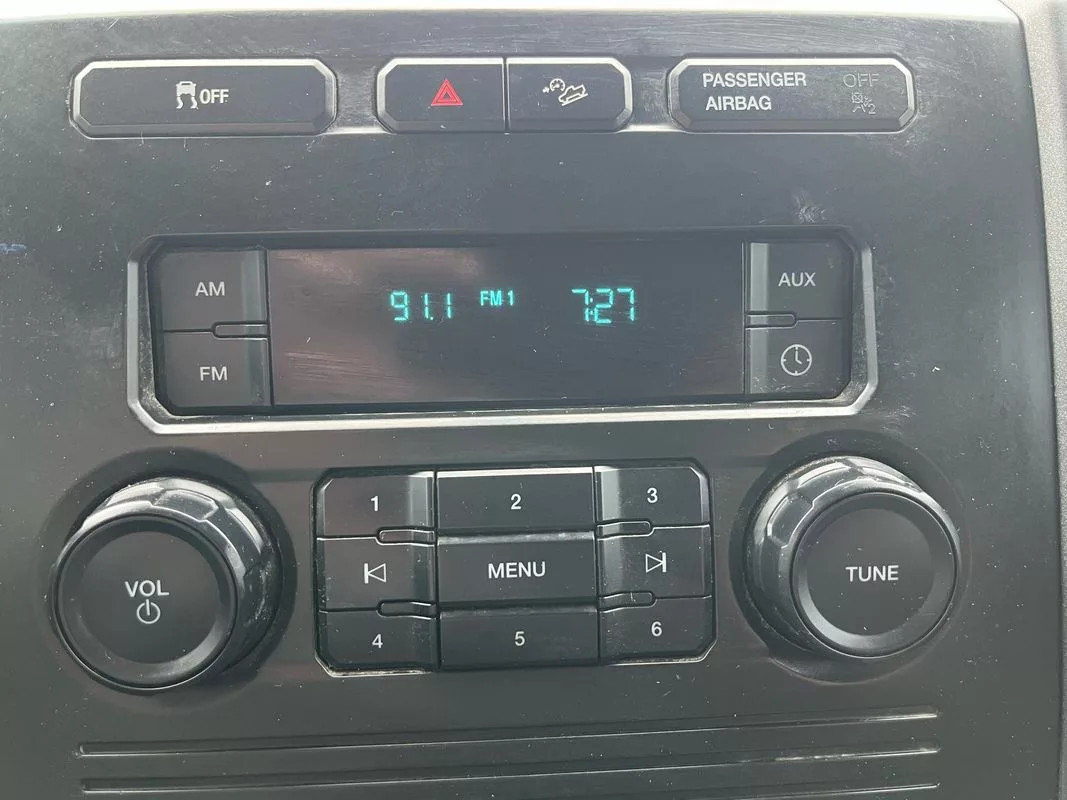 OFF
PASSENGER OFF
AIRBAG 2
AM
91.1 FM1 7:27
AUX
FM
1 2 3
MENU
VOL
TUNE
4 5 6